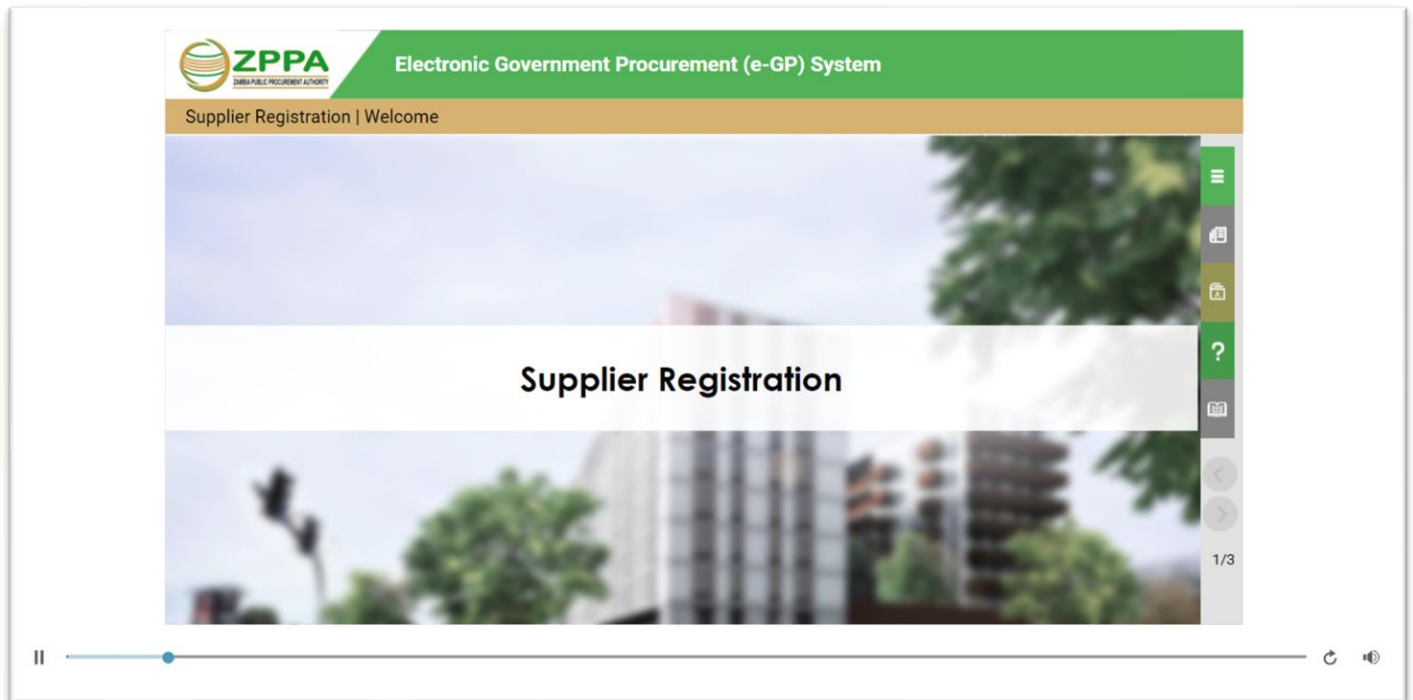 ZPPA
ZAMBIA PUBLIC PROCUREMENT AUTHORITY
Electronic Government Procurement (e-GP) System
Supplier Registration | Welcome
?
Supplier Registration
1/3